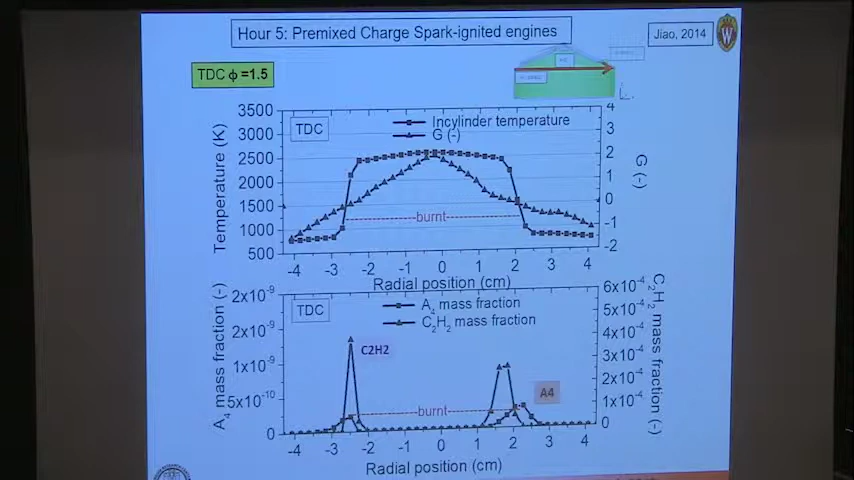 Hour 5: Premixed Charge Spark-ignited engines
Jiao, 2014
W
TDC ϕ =1.5
TDC
Incylinder temperature
G (-)
Temperature (K)
3500
3000
2500
2000
1500
1000
500
4
3
2
1
0
-1
-2
G (-)
burnt
-4 -3 -2 -1 0 1 2 3 4
Radial position (cm)
TDC
A₄ mass fraction
C₂H₂ mass fraction
A₄ mass fraction (-)
2x10⁻⁹
2x10⁻⁹
1x10⁻⁹
5x10⁻¹⁰
0
6x10⁻⁴
5x10⁻⁴
4x10⁻⁴
3x10⁻⁴
2x10⁻⁴
1x10⁻⁴
0
C₂H₂ mass fraction (-)
C2H2
A4
burnt
-4 -3 -2 -1 0 1 2 3 4
Radial position (cm)